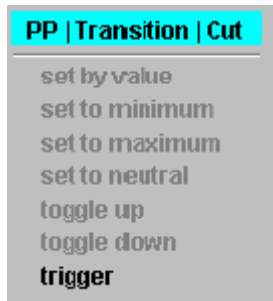 PP | Transition | Cut
set by value
set to minimum
set to maximum
set to neutral
toggle up
toggle down
trigger